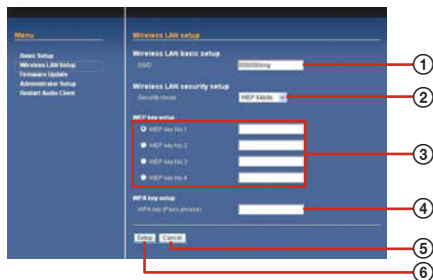 Menu
Basic Setup
Wireless LAN Setup
Firmware Update
Administrator Setup
Restart Audio Client
Wireless LAN setup
Wireless LAN basic setup
SSID
Wireless LAN security setup
Security mode
WEP 64bits
WEP key setup
WEP key No.1
WEP key No.2
WEP key No.3
WEP key No.4
WPA key setup
WPA key (Pass phrase)
Setup
Cancel
1
2
3
4
5
6